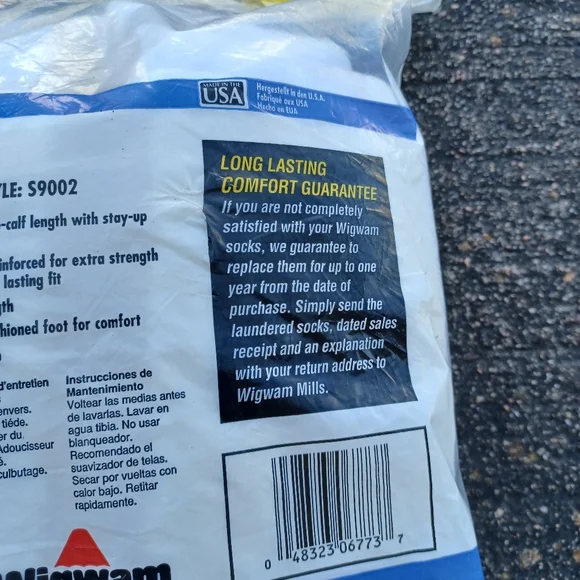 MADE IN THE
USA
Hergestellt in den U.S.A.
Fabriqué aux USA
Hecho en EUA
LONG LASTING
COMFORT GUARANTEE
If you are not completely
satisfied with your Wigwam
socks, we guarantee to
replace them for up to one
year from the date of
purchase. Simply send the
laundered socks, dated sales
receipt and an explanation
with your return address to
Wigwam Mills.
YLE: S9002
-calf length with stay-up
inforced for extra strength
lasting fit
gth
hioned foot for comfort
d'entretien
envers.
tiéde.
er du.
Adoucisseur
é.
culbutage.
Instrucciones de
Mantenimiento
Voltear las medias antes
de lavarlas. Lavar en
agua tibia. No usar
blanqueador.
Recomendado el
suavizador de telas.
Secar por vueltas con
calor bajo. Retitar
rapidamente.
Wigwam
0 48323 06773 7